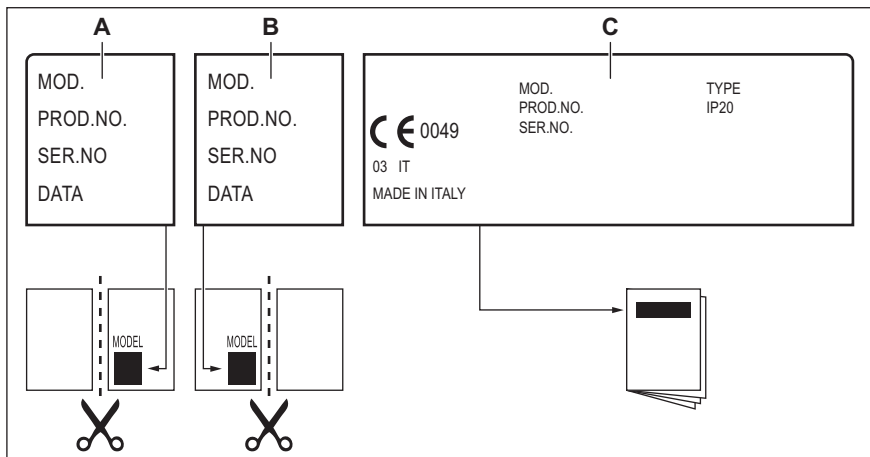 A
B
C
MOD.
PROD.NO.
SER.NO
DATA
MOD.
PROD.NO.
SER.NO
DATA
MOD.
PROD.NO.
SER.NO.
TYPE
IP20
CE 0049
03 IT
MADE IN ITALY
MODEL
MODEL